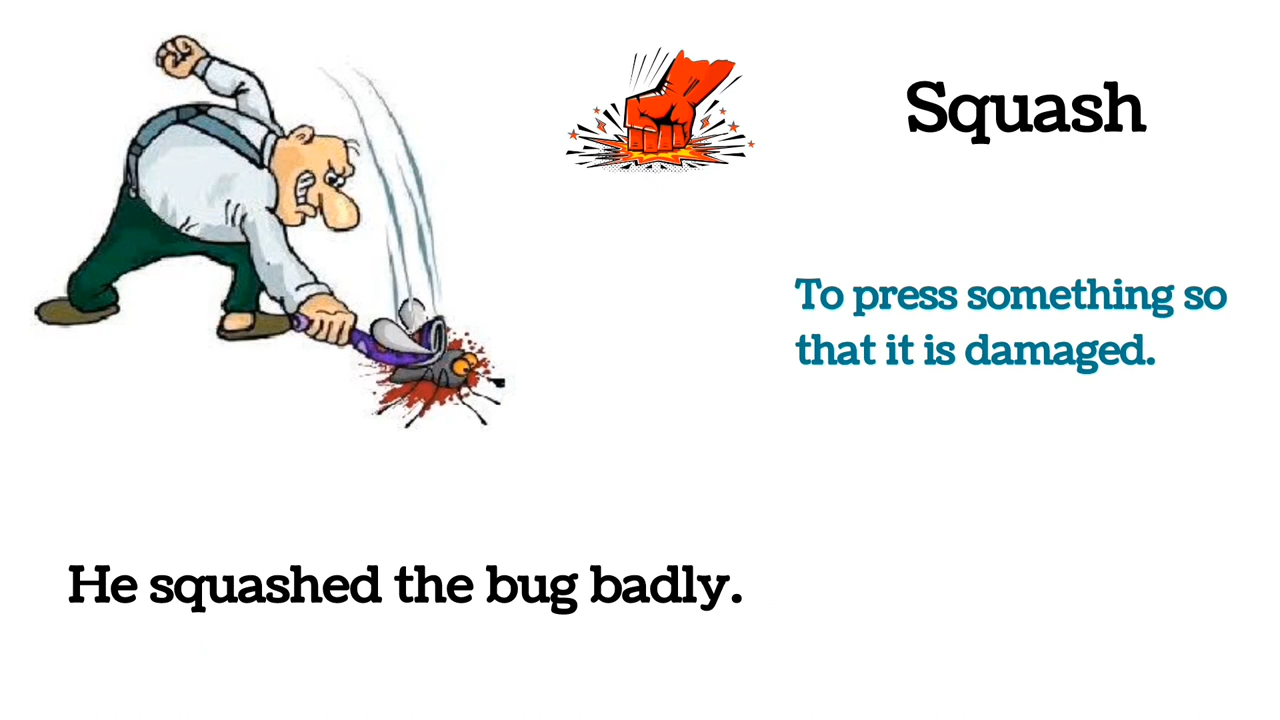 Squash
To press something so
that it is damaged.
He squashed the bug badly.